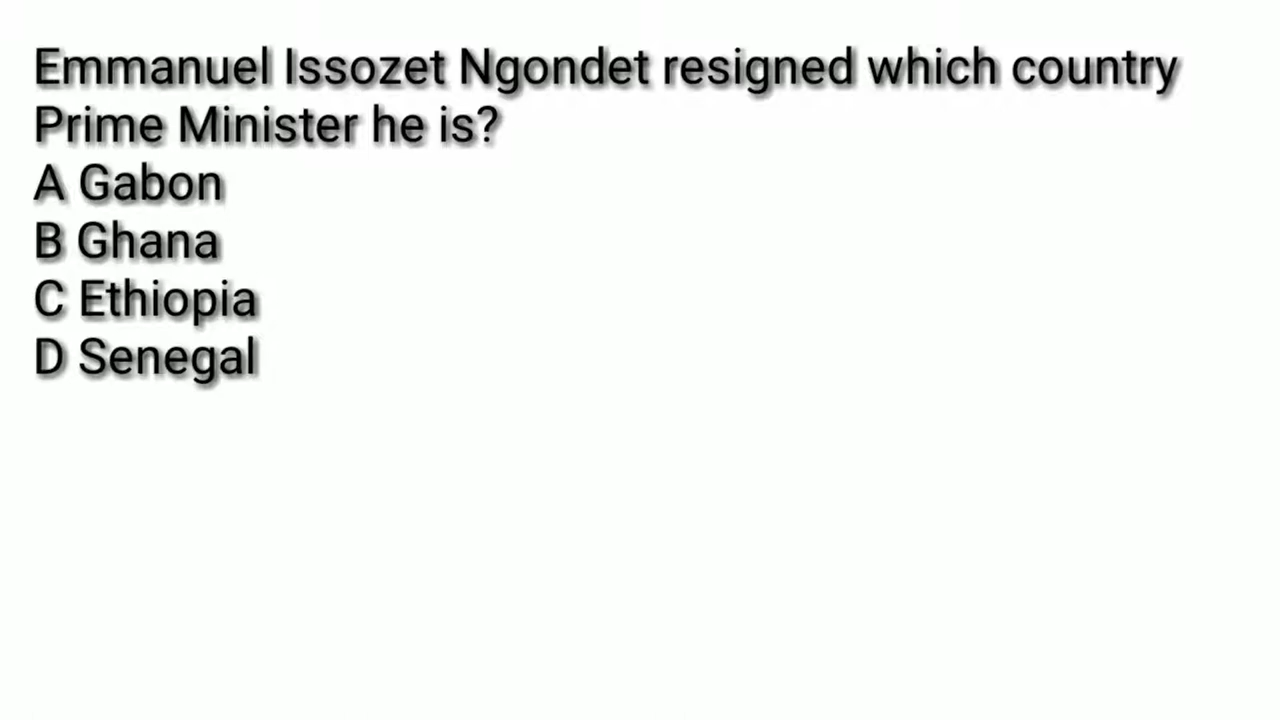 Emmanuel Issozet Ngondet resigned which country
Prime Minister he is?
A Gabon
B Ghana
C Ethiopia
D Senegal